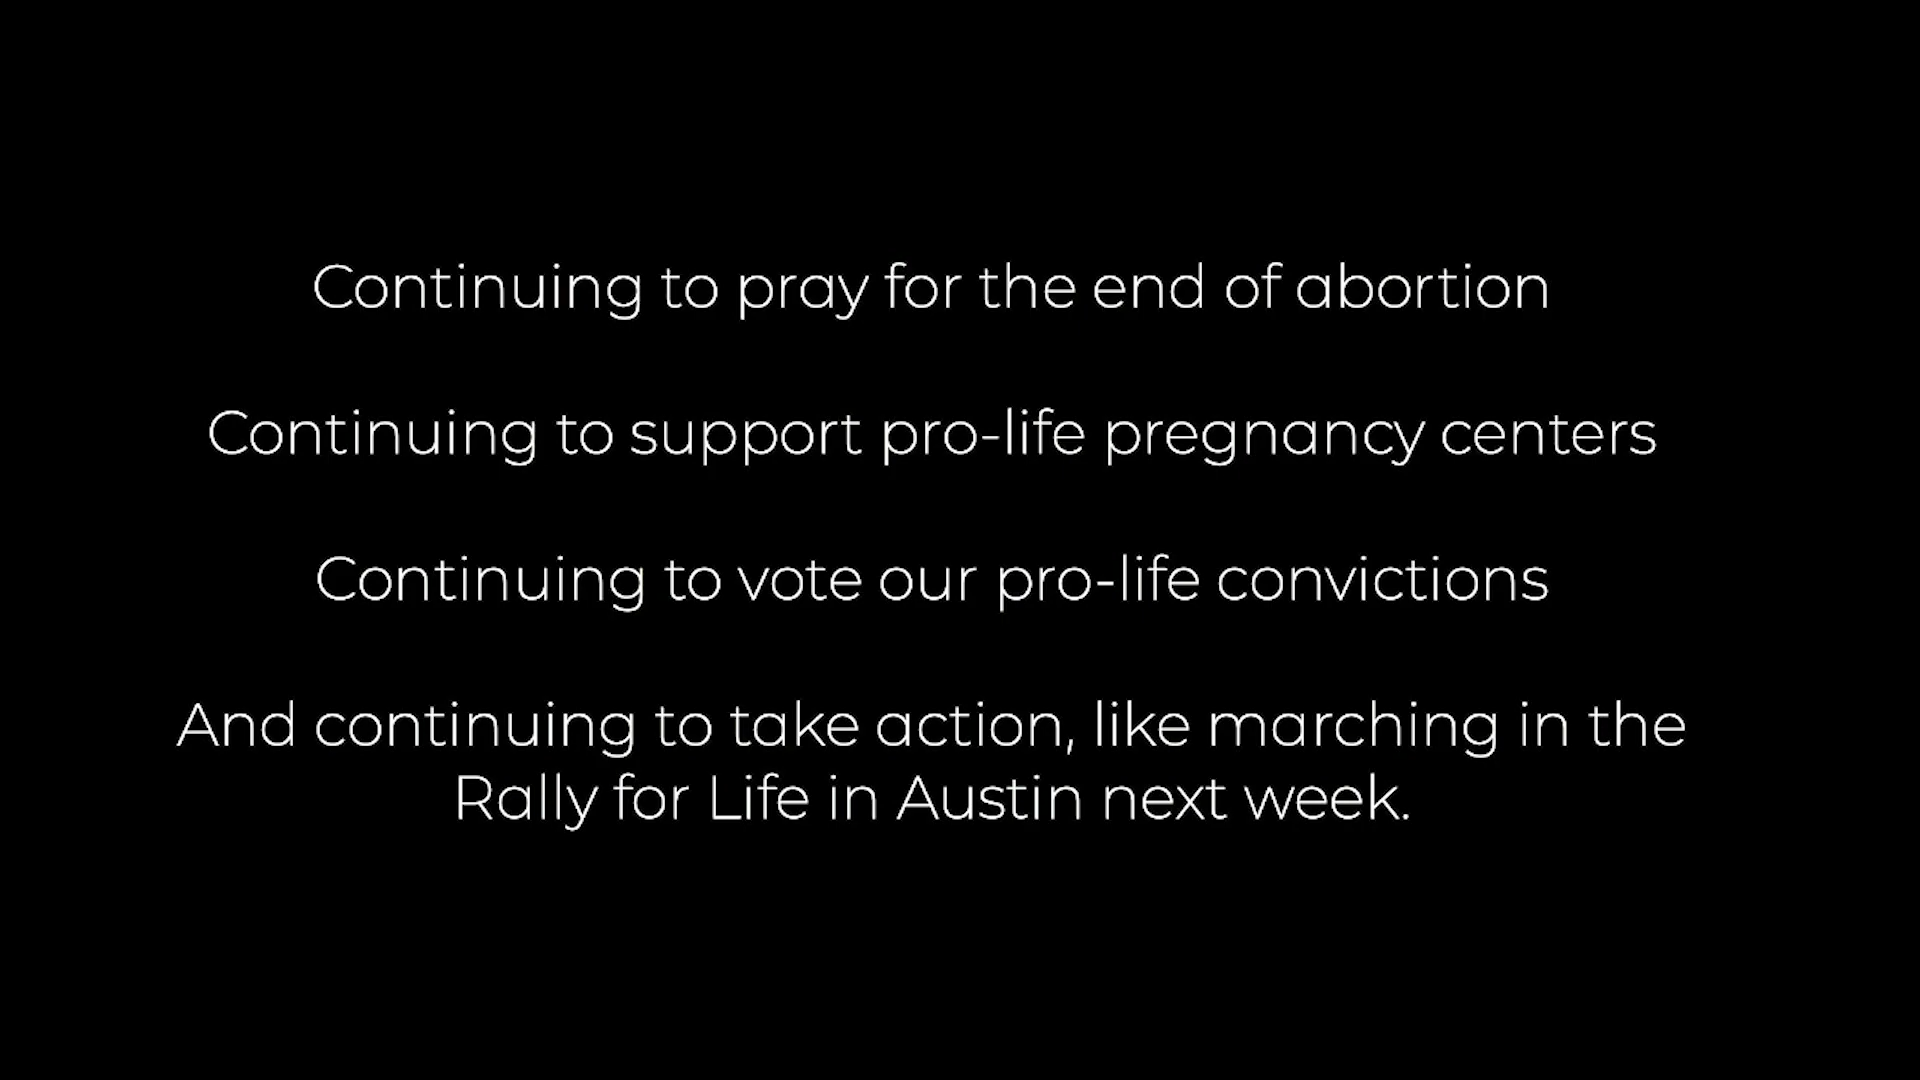 Continuing to pray for the end of abortion
Continuing to support pro-life pregnancy centers
Continuing to vote our pro-life convictions
And continuing to take action, like marching in the
Rally for Life in Austin next week.